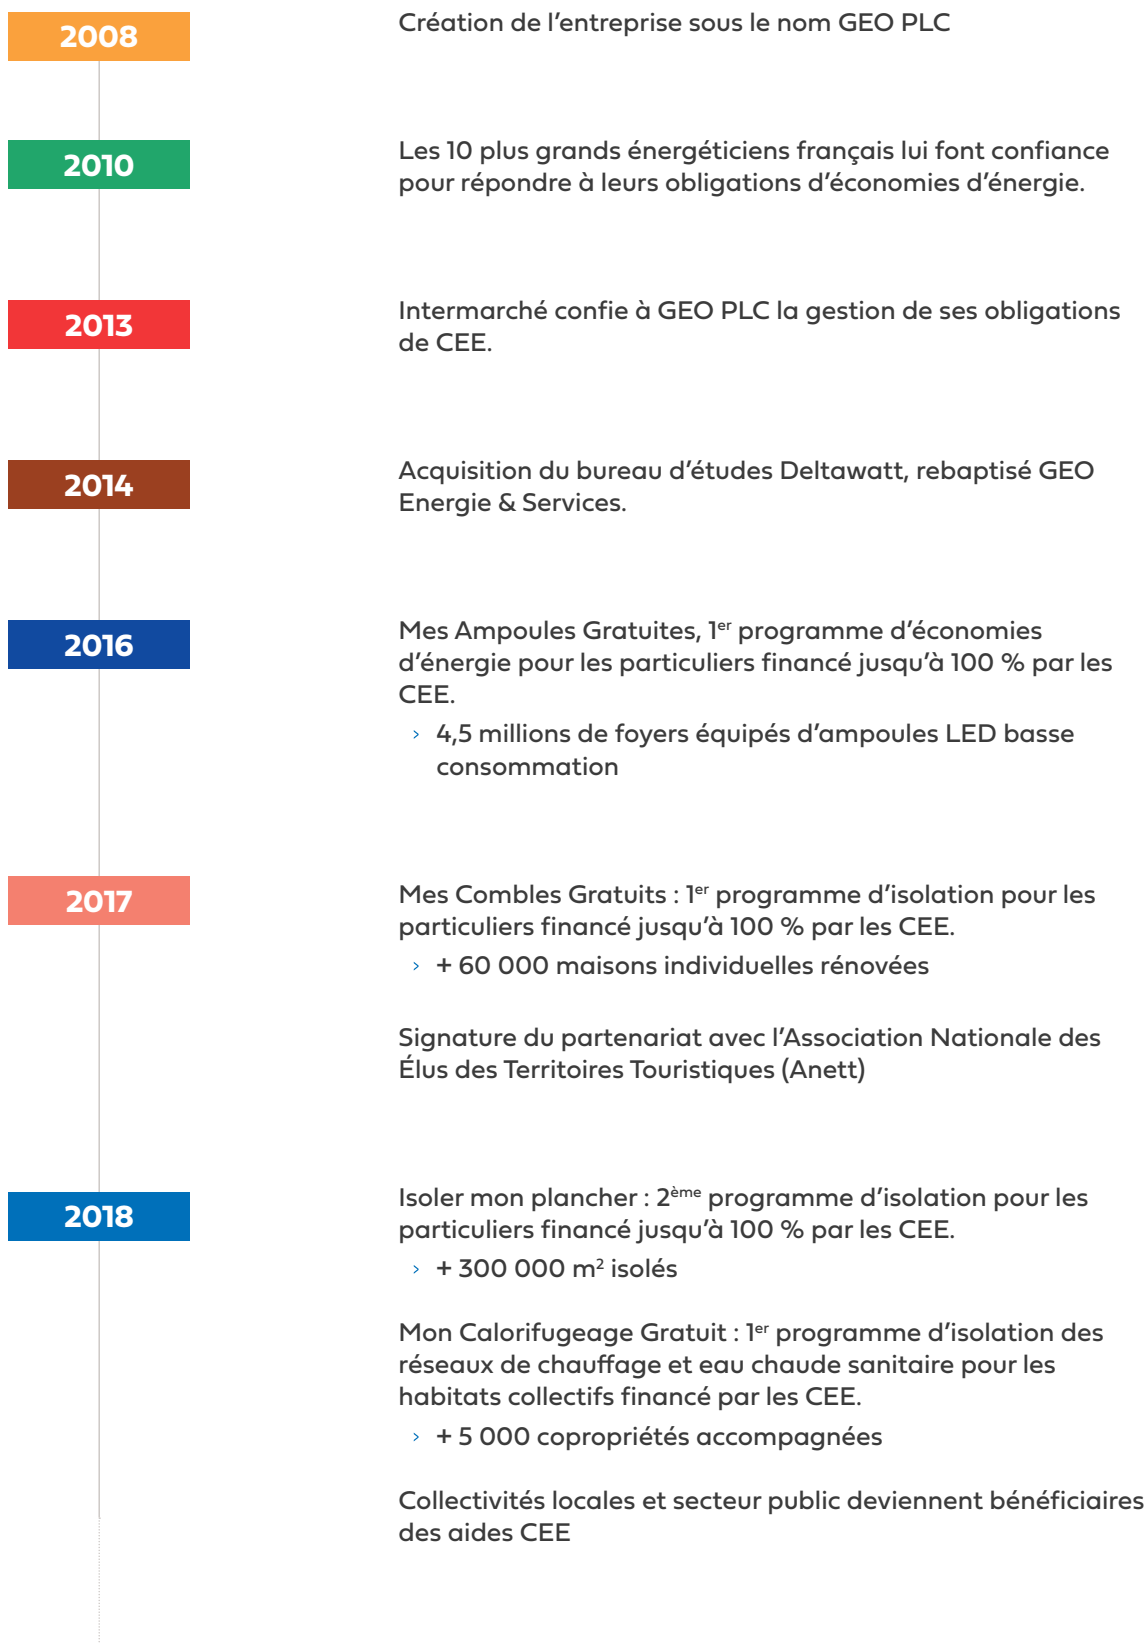 2008
Création de l’entreprise sous le nom GEO PLC
2010
Les 10 plus grands énergéticiens français lui font confiance
pour répondre à leurs obligations d’économies d’énergie.
2013
Intermarché confie à GEO PLC la gestion de ses obligations
de CEE.
2014
Acquisition du bureau d’études Deltawatt, rebaptisé GEO
Energie & Services.
2016
Mes Ampoules Gratuites, 1er programme d’économies
d’énergie pour les particuliers financé jusqu’à 100 % par les
CEE.
› 4,5 millions de foyers équipés d’ampoules LED basse
consommation
2017
Mes Combles Gratuits : 1er programme d’isolation pour les
particuliers financé jusqu’à 100 % par les CEE.
› + 60 000 maisons individuelles rénovées
Signature du partenariat avec l’Association Nationale des
Élus des Territoires Touristiques (Anett)
2018
Isoler mon plancher : 2ème programme d’isolation pour les
particuliers financé jusqu’à 100 % par les CEE.
› + 300 000 m² isolés
Mon Calorifugeage Gratuit : 1er programme d’isolation des
réseaux de chauffage et eau chaude sanitaire pour les
habitats collectifs financé par les CEE.
› + 5 000 copropriétés accompagnées
Collectivités locales et secteur public deviennent bénéficiaires
des aides CEE